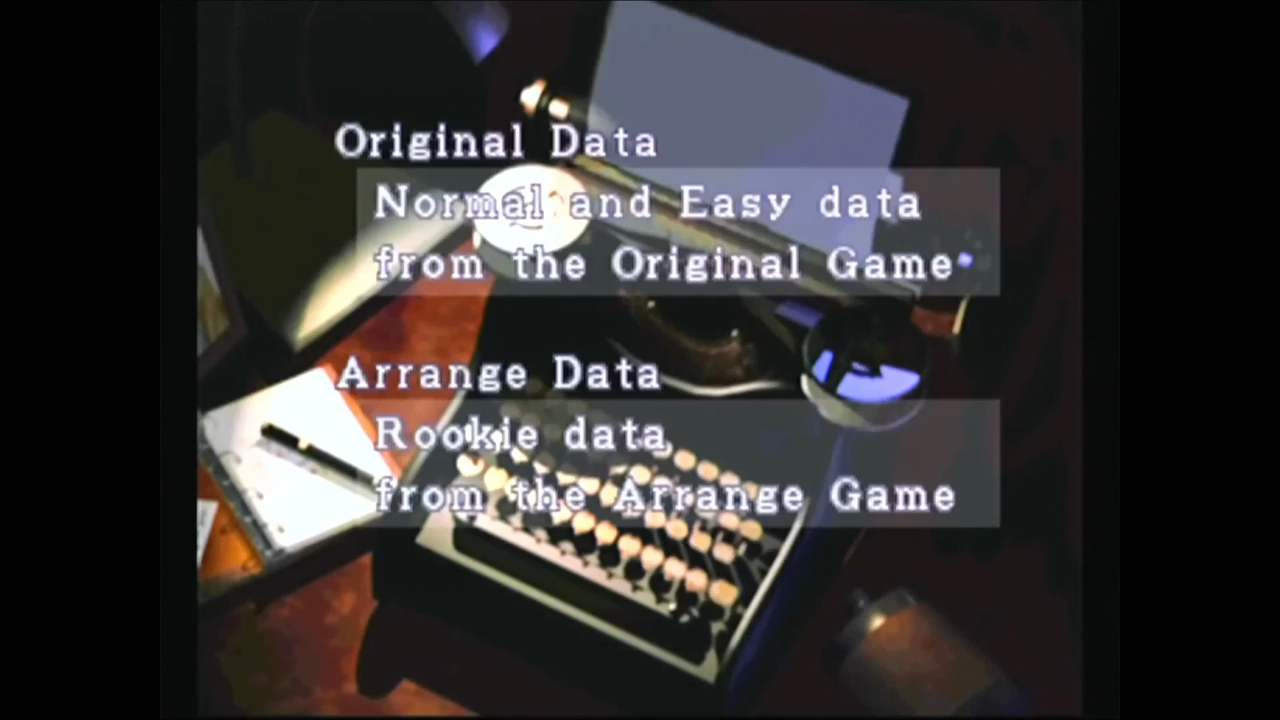 Original Data
Normal and Easy data
from the Original Game
Arrange Data
Rookie data
from the Arrange Game